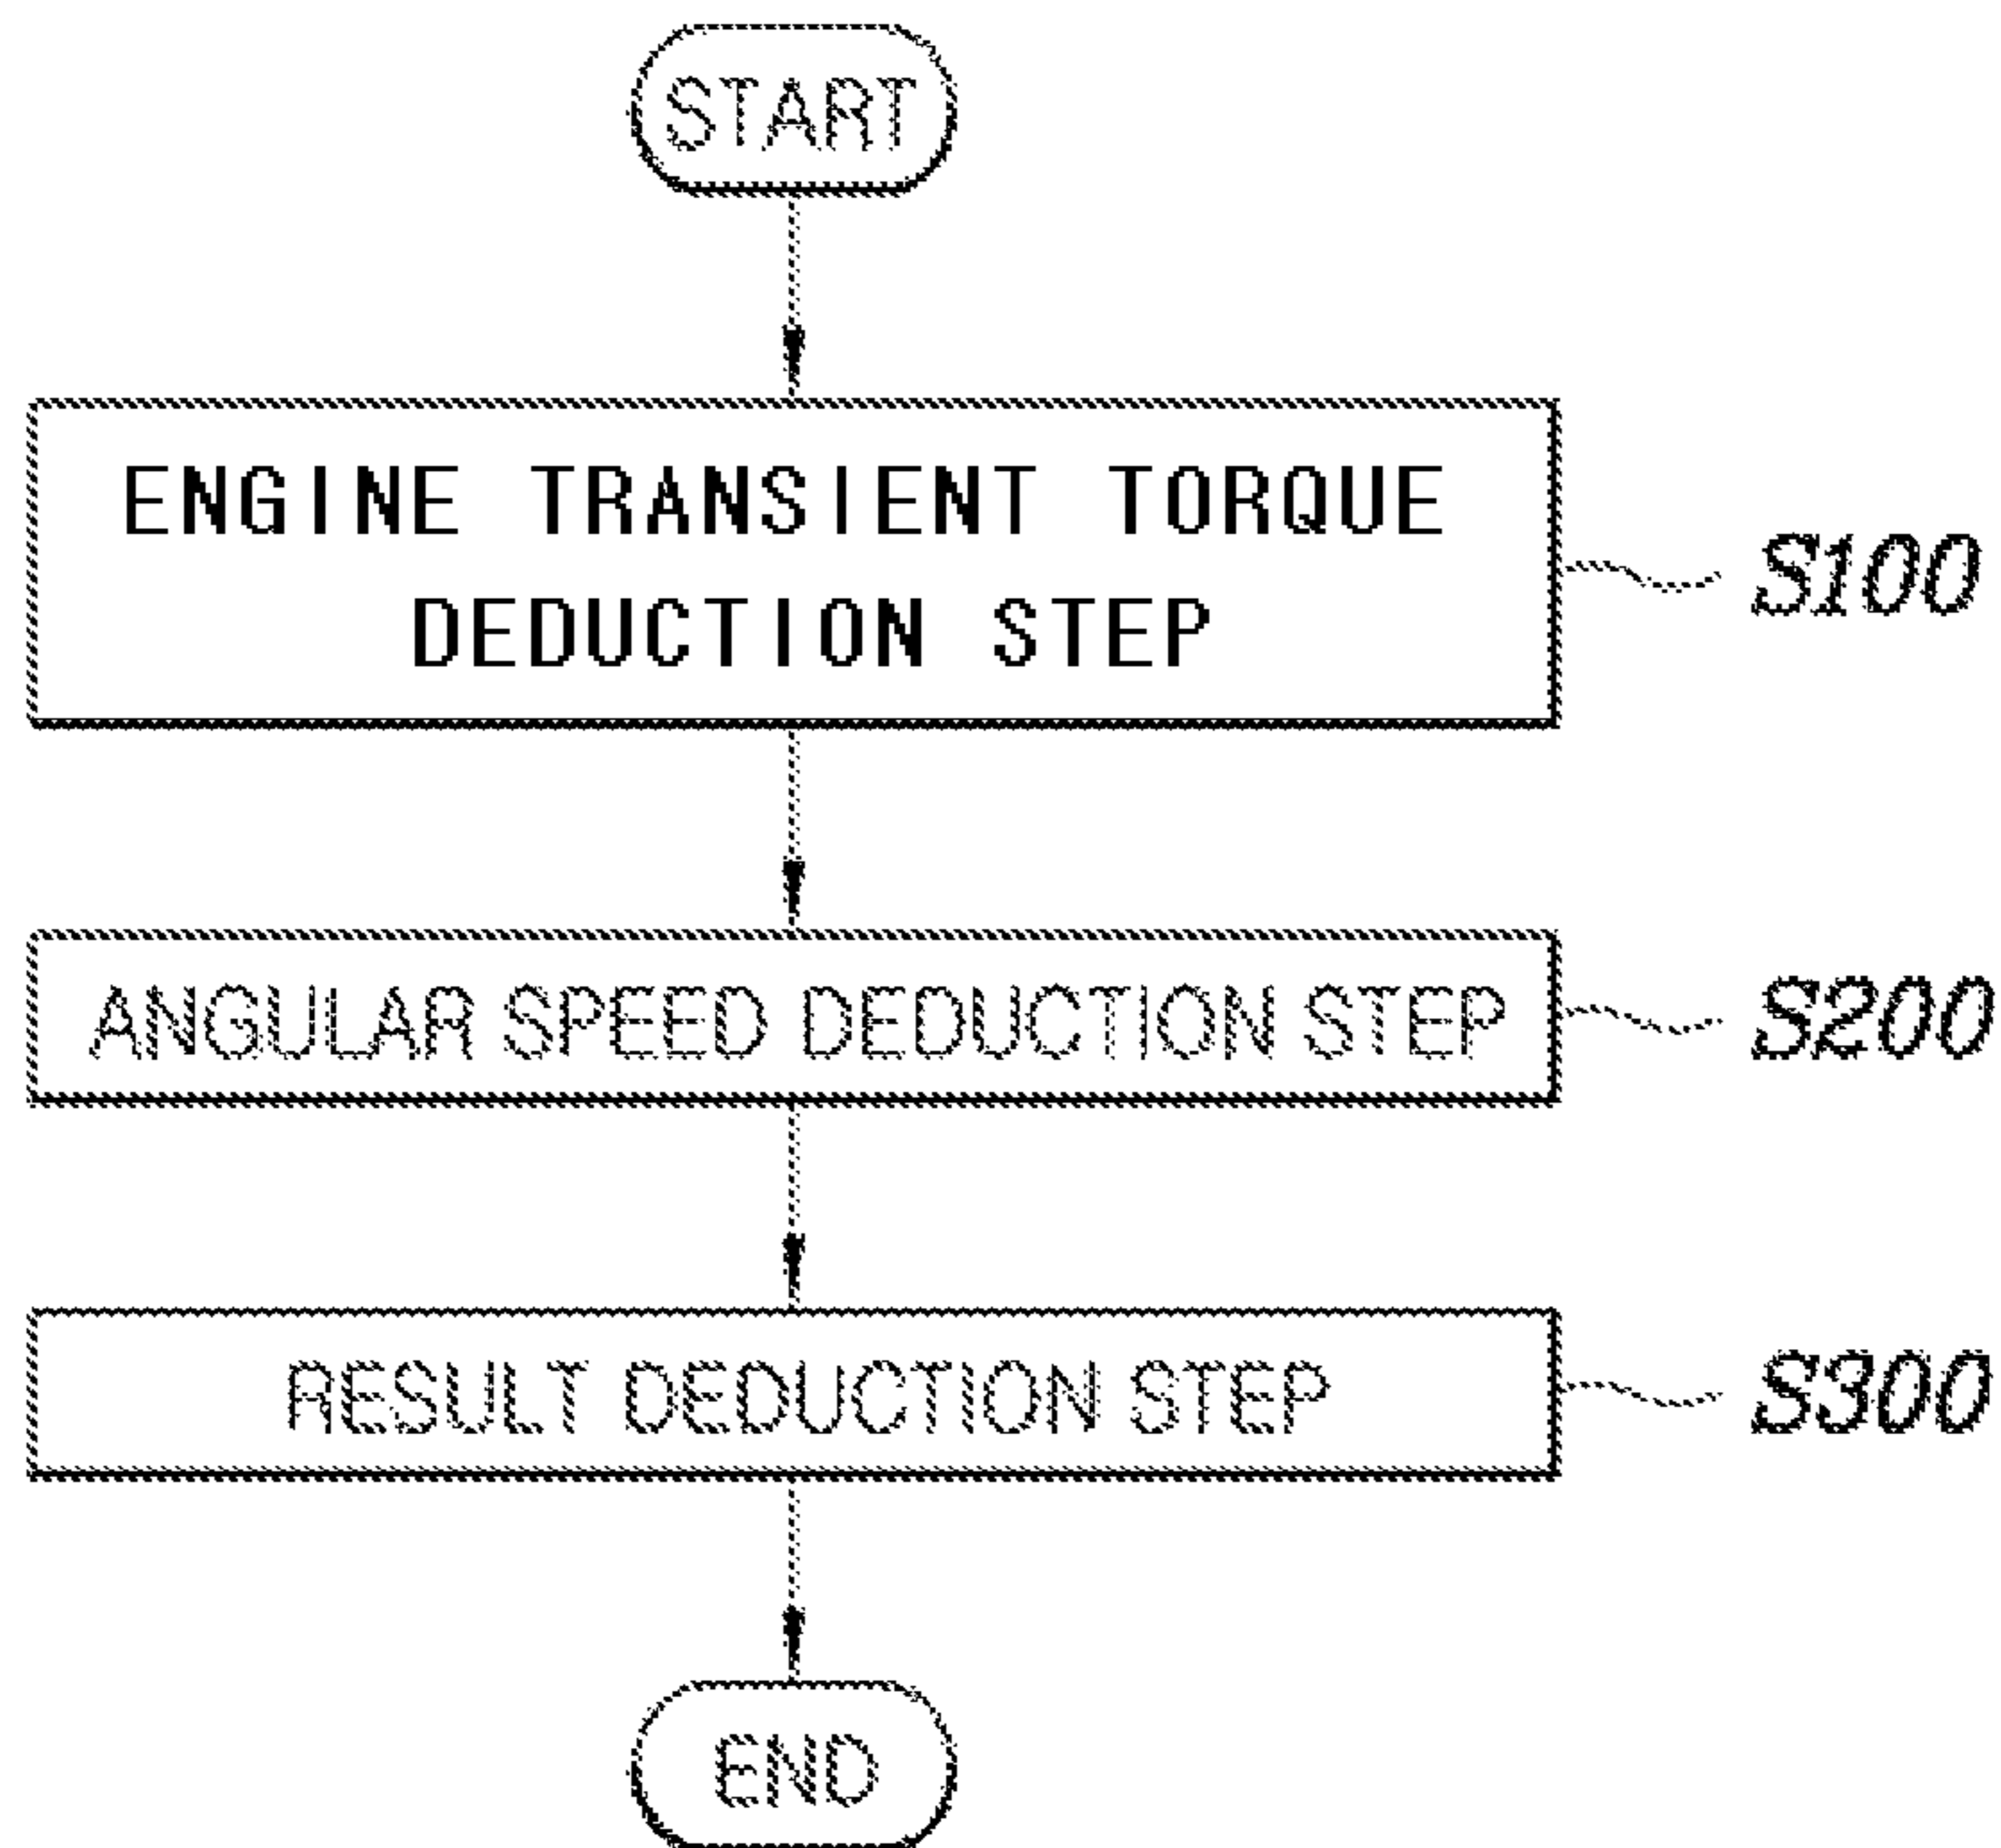 START
ENGINE TRANSIENT TORQUE
DEDUCTION STEP
S100
ANGULAR SPEED DEDUCTION STEP
S200
RESULT DEDUCTION STEP
S300
END